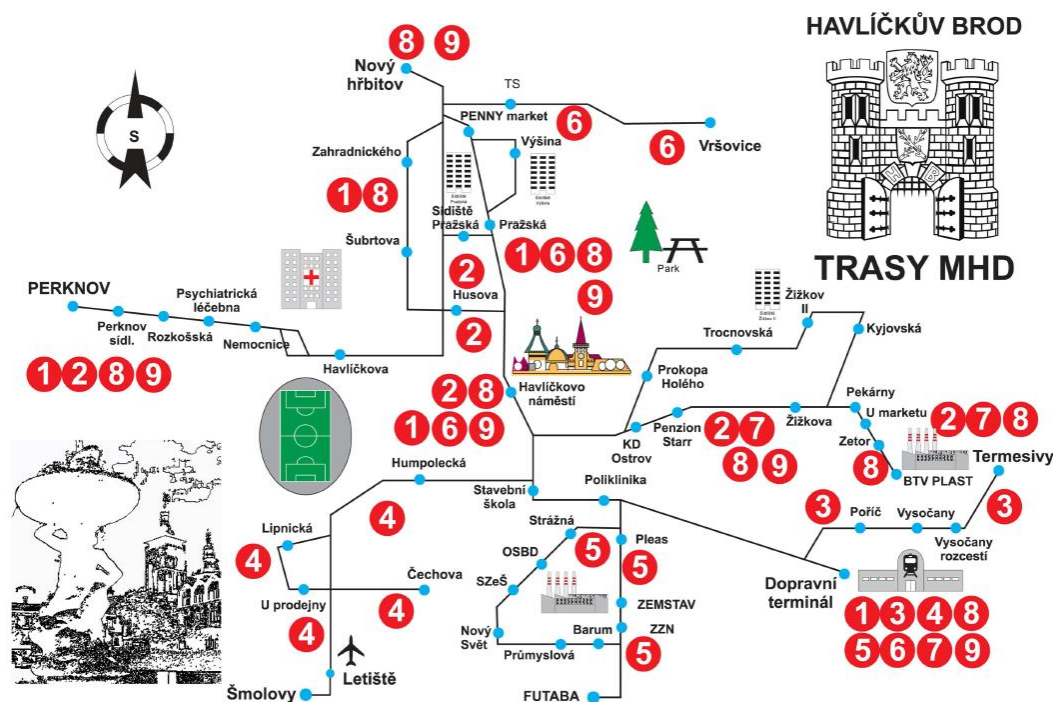 HAVLÍČKŮV BROD
TRASY MHD
S
8 9
Nový
hřbitov
TS
PENNY market
6
6
Vršovice
Zahradnického
Výšina
1 8
Sídiště
Pražská
Pražská
Šubrtova
2
1 6 8
9
Park
Husova
2
PERKNOV
Perknov
sídl.
Rozkošská
Psychiatrická
léčebna
Nemocnice
Havlíčkova
1 2 8 9
Žižkov
II
Trocnovská
Kyjovská
Prokopa
Holého
Havlíčkovo
náměstí
2 8
1 6 9
KD
Ostrov
Penzion
Starr
2 7
8 9
Žižkova
Pekárny
U marketu
Zetor
8
BTV PLAST
2 7 8
Termesivy
3
3
Poříč
Vysočany
Vysočany
rozcestí
Humpolecká
Stavební
škola
Poliklinika
4
Lipnická
4
U prodejny
Čechova
4
4
Letiště
Šmolovy
Strážná
5
OSBD
SZeŠ
Nový
Svět
Průmyslová
Barum
Pleas
5
ZEMSTAV
ZZN
5
FUTABA
Dopravní
terminál
1 3 4 8
5 6 7 9